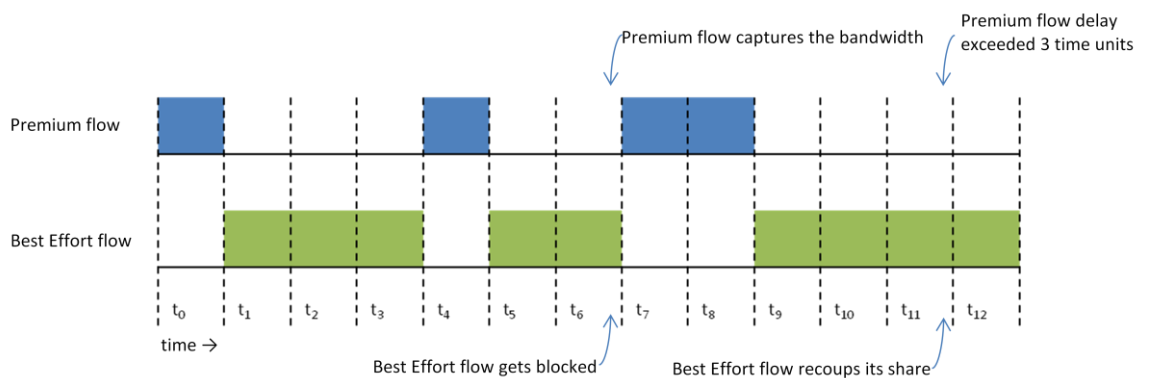 Premium flow delay
exceeded 3 time units
Premium flow captures the bandwidth
Premium flow
Best Effort flow
t₀ t₁ t₂ t₃ t₄ t₅ t₆ t₇ t₈ t₉ t₁₀ t₁₁ t₁₂
time →
Best Effort flow gets blocked
Best Effort flow recoups its share